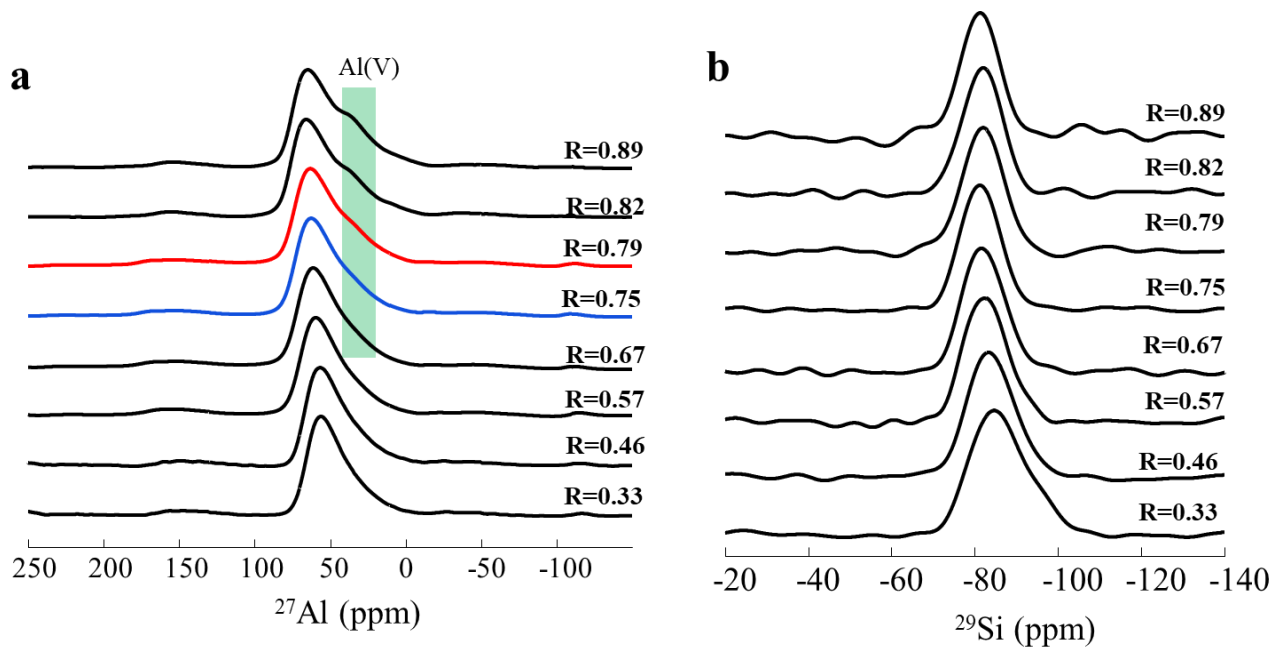 a
Al(V)
R=0.89
R=0.82
R=0.79
R=0.75
R=0.67
R=0.57
R=0.46
R=0.33
250 200 150 100 50 0 -50 -100
²⁷Al (ppm)
b
R=0.89
R=0.82
R=0.79
R=0.75
R=0.67
R=0.57
R=0.46
R=0.33
-20 -40 -60 -80 -100 -120 -140
²⁹Si (ppm)